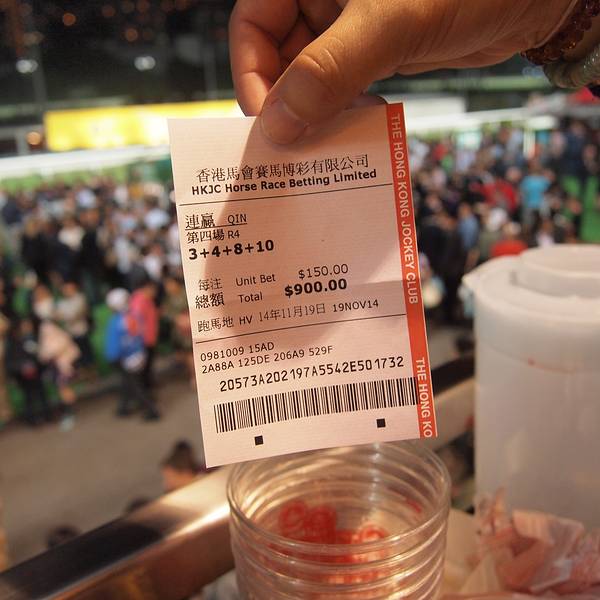 香港馬會賽馬博彩有限公司
HKJC Horse Race Betting Limited
連贏 QIN
第四場 R4
3+4+8+10
每注 Unit Bet $150.00
總額 Total $900.00
跑馬地 HV 14年11月19日 19NOV14
0981009 15AD
2A88A 125DE 206A9 529F
20573A202197A5542E501732
THE HONG KONG JOCKEY CLUB
THE HONG KO